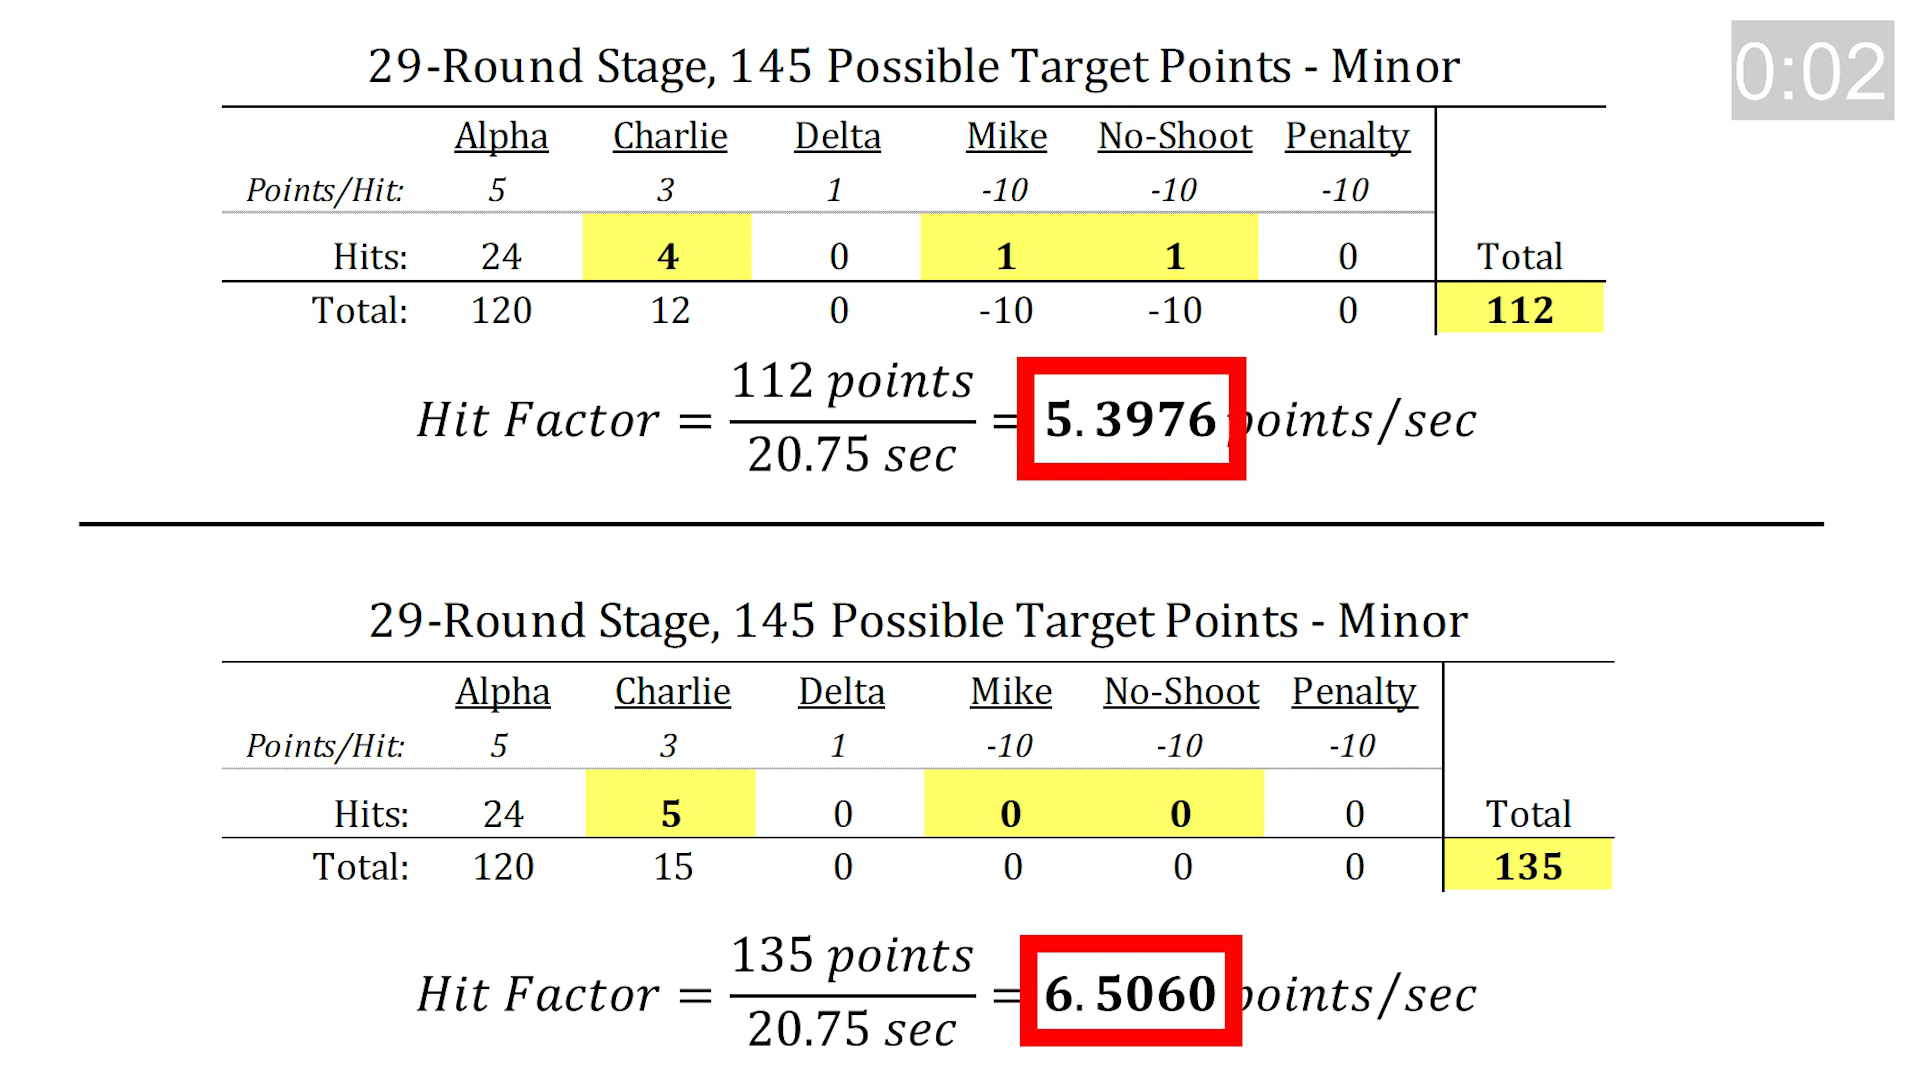 0:02
29-Round Stage, 145 Possible Target Points - Minor
Alpha Charlie Delta Mike No-Shoot Penalty
Points/Hit: 5 3 1 -10 -10 -10
Hits: 24 4 0 1 1 0 Total
Total: 120 12 0 -10 -10 0 112
Hit Factor = 112 points / 20.75 sec = 5.3976 points/sec
29-Round Stage, 145 Possible Target Points - Minor
Alpha Charlie Delta Mike No-Shoot Penalty
Points/Hit: 5 3 1 -10 -10 -10
Hits: 24 5 0 0 0 0 Total
Total: 120 15 0 0 0 0 135
Hit Factor = 135 points / 20.75 sec = 6.5060 points/sec